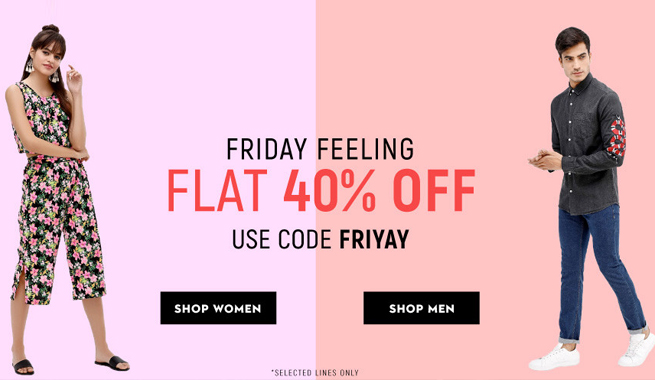 FRIDAY FEELING
FLAT 40% OFF
USE CODE FRIYAY
SHOP WOMEN
SHOP MEN
*SELECTED LINES ONLY